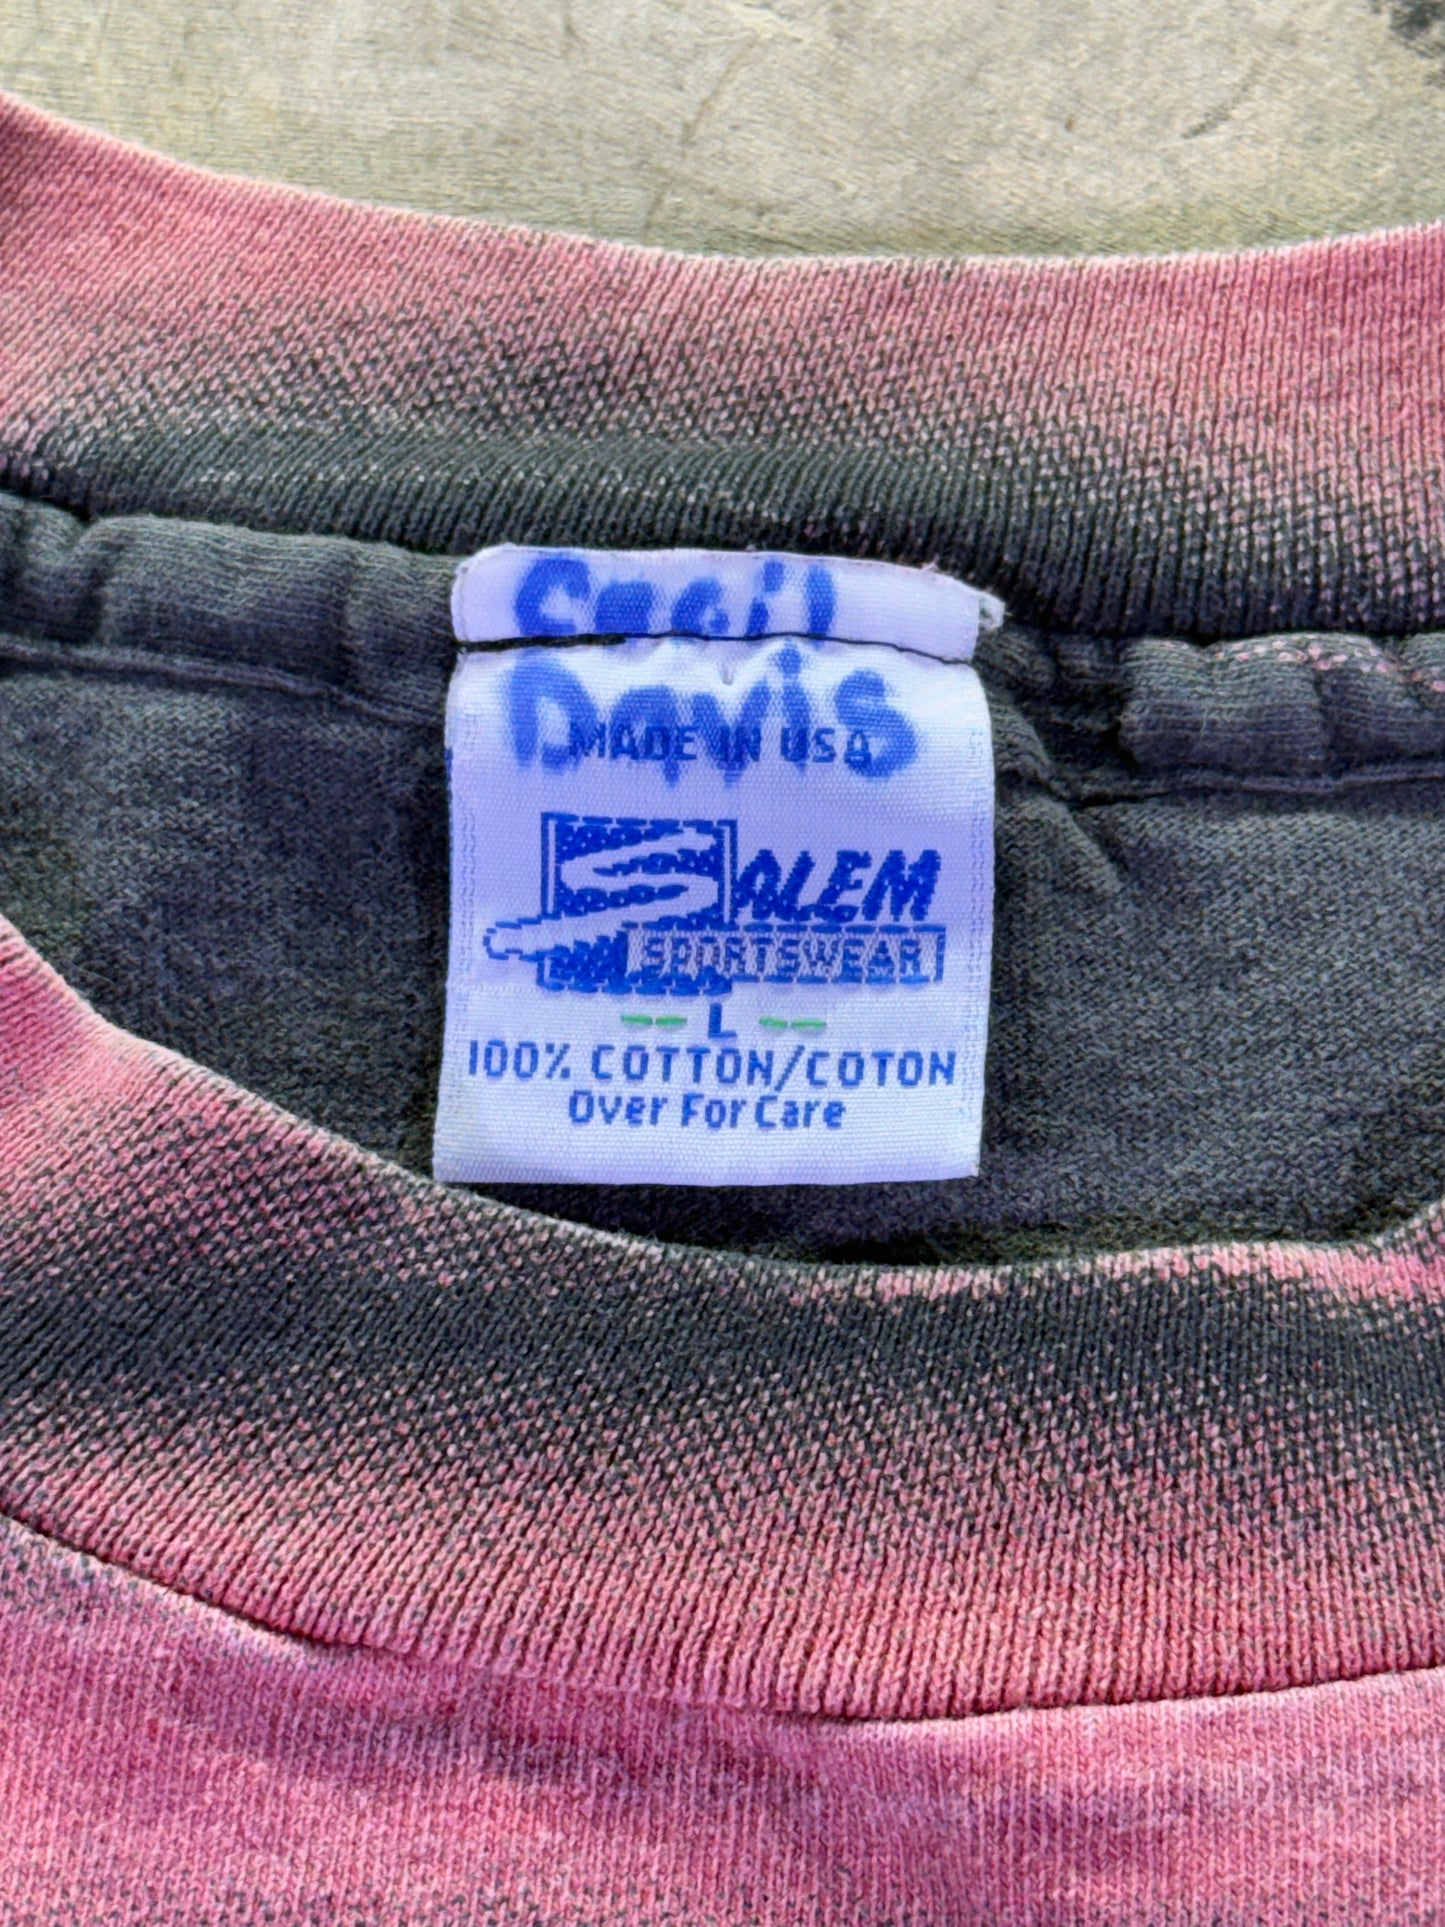 Cecil
Davis
MADE IN USA
SALEM
SPORTSWEAR
-- L --
100% COTTON/COTON
Over For Care